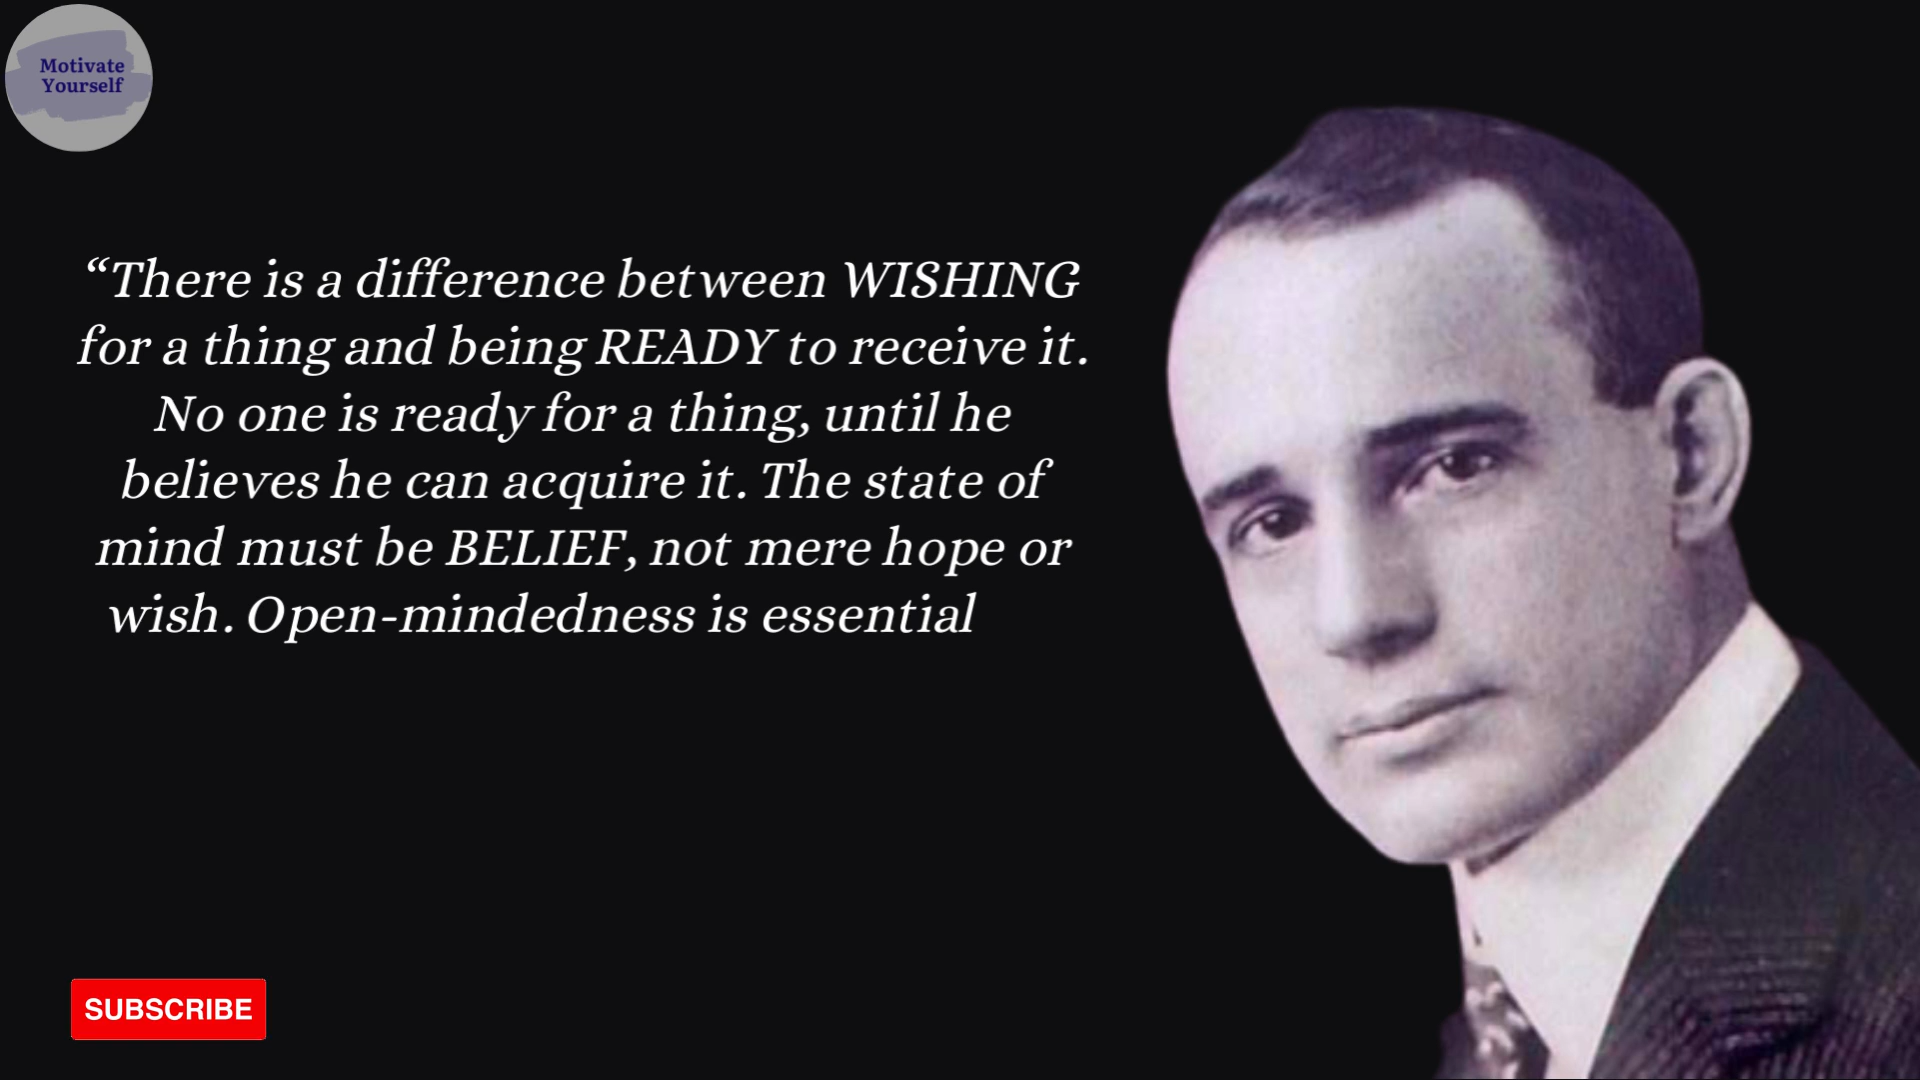 Motivate
Yourself
“There is a difference between WISHING
for a thing and being READY to receive it.
No one is ready for a thing, until he
believes he can acquire it. The state of
mind must be BELIEF, not mere hope or
wish. Open-mindedness is essential
SUBSCRIBE